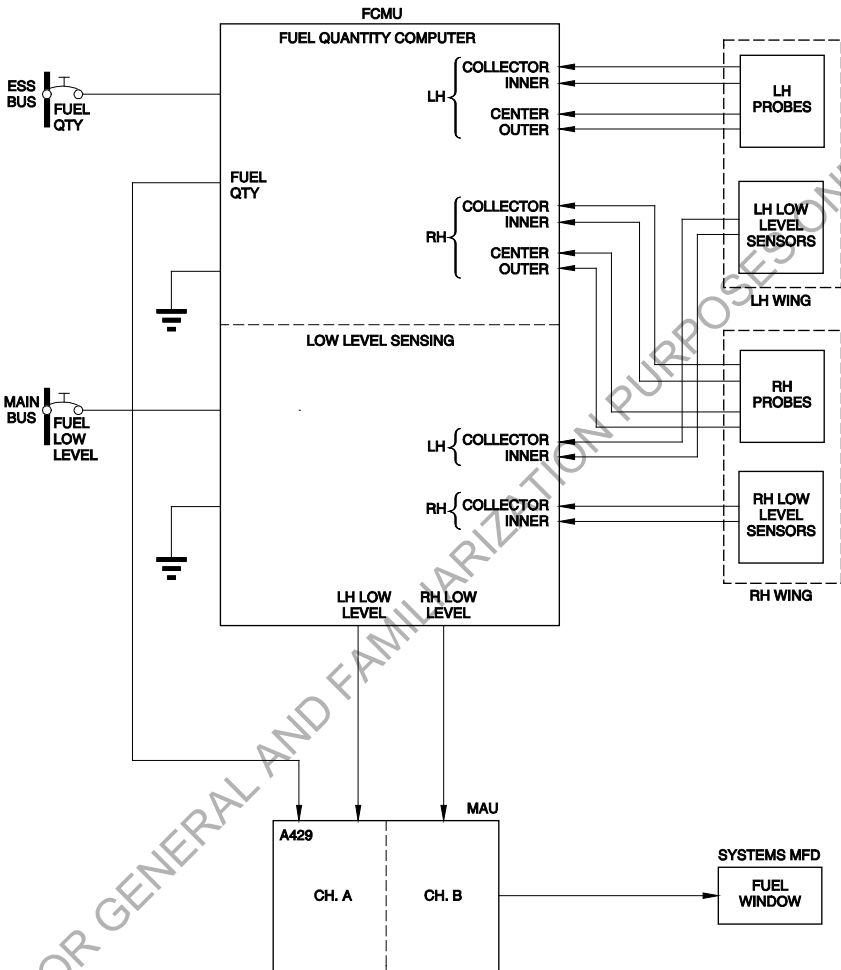 FCMU
FUEL QUANTITY COMPUTER
ESS
BUS
FUEL
QTY
FUEL
QTY
LH
COLLECTOR
INNER
CENTER
OUTER
RH
COLLECTOR
INNER
CENTER
OUTER
LH
PROBES
LH LOW
LEVEL
SENSORS
LH WING
LOW LEVEL SENSING
MAIN
BUS
FUEL
LOW
LEVEL
LH
COLLECTOR
INNER
RH
COLLECTOR
INNER
RH
PROBES
RH LOW
LEVEL
SENSORS
RH WING
LH LOW
LEVEL
RH LOW
LEVEL
MAU
A429
CH. A
CH. B
SYSTEMS MFD
FUEL
WINDOW
OR GENERAL AND FAMILIARIZATION PURPOSES ON